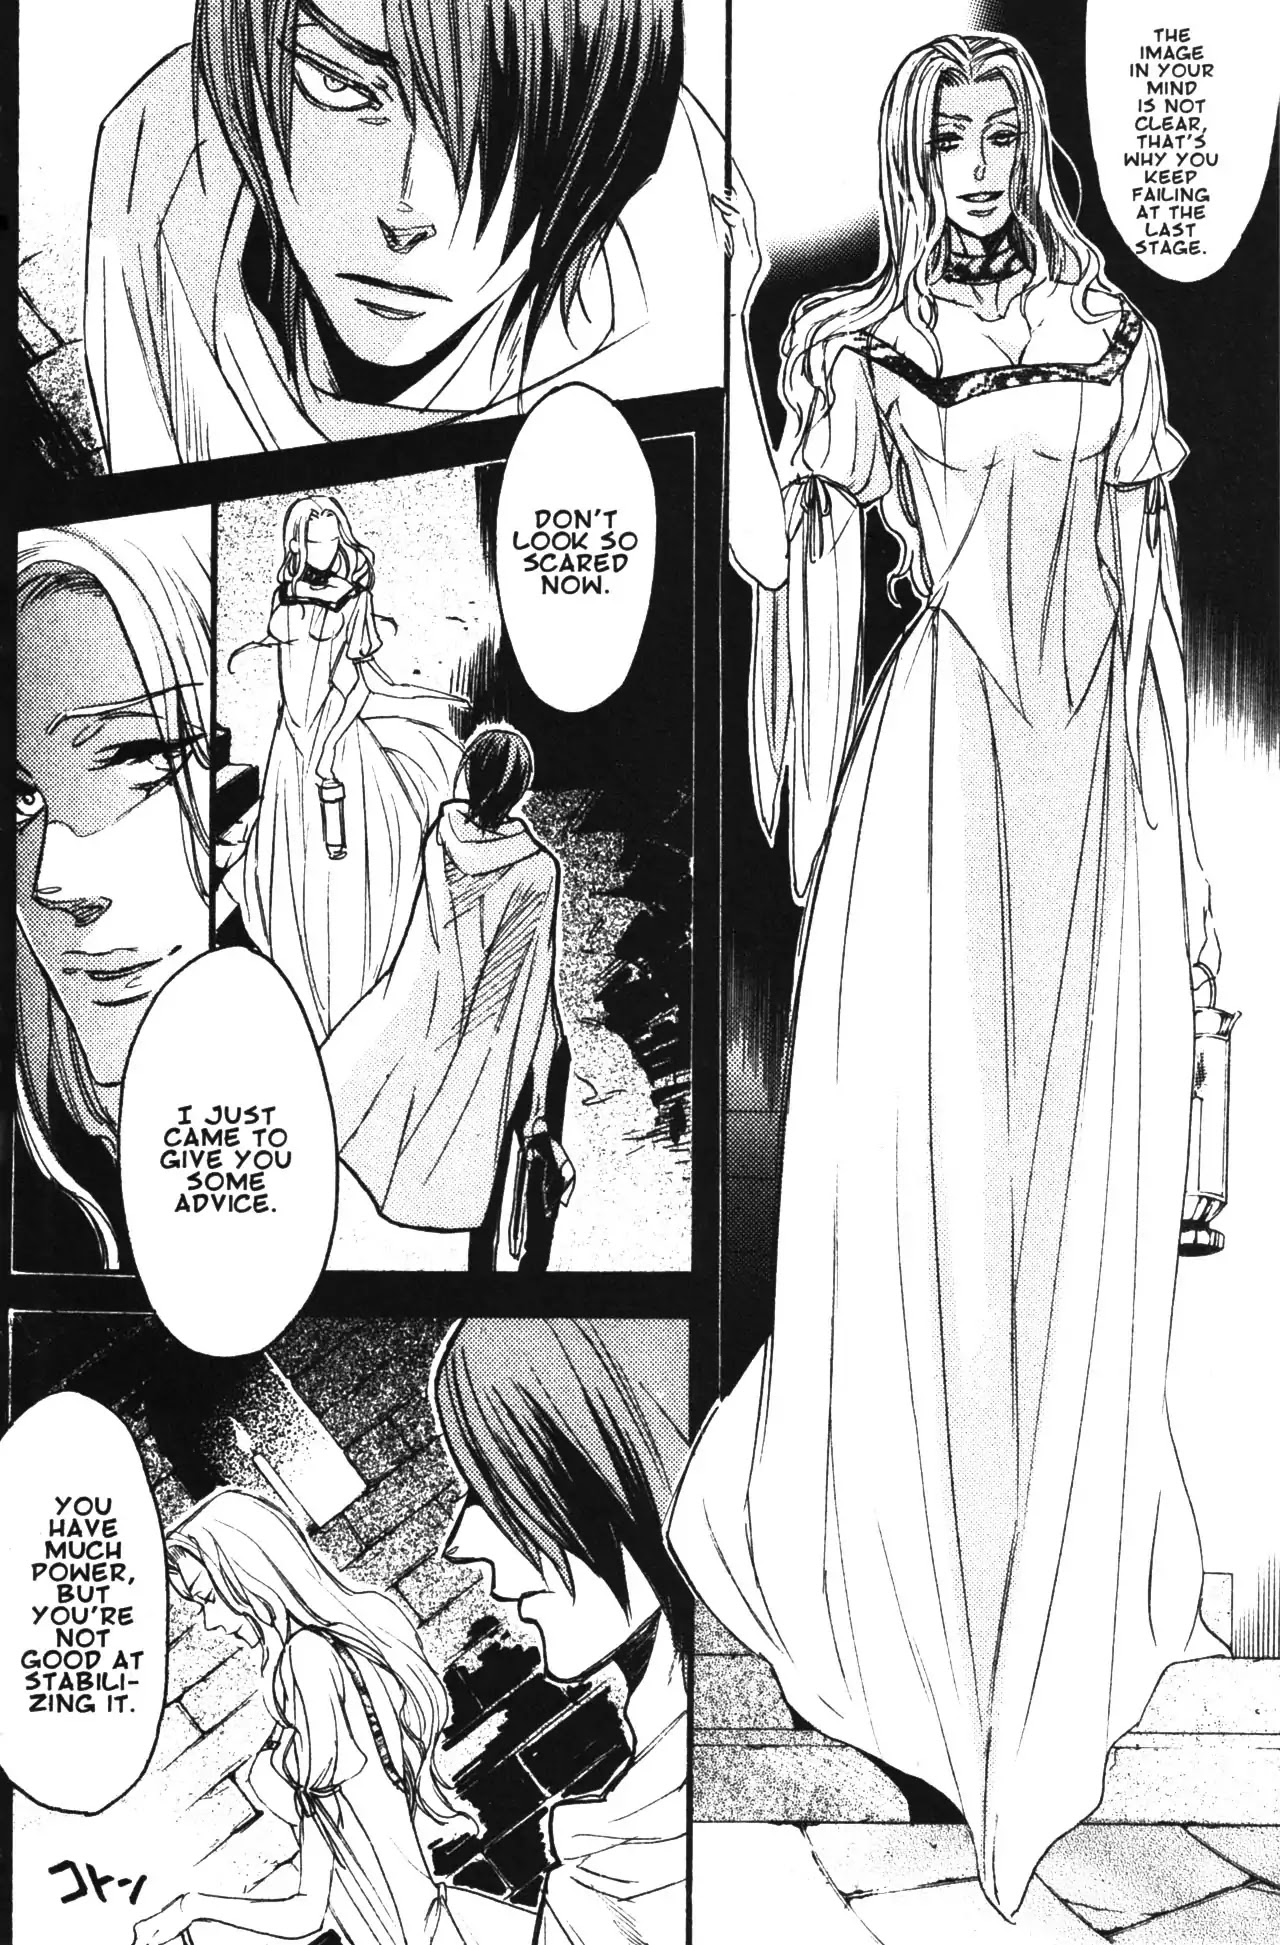 THE
IMAGE
IN YOUR
MIND
IS NOT
CLEAR,
THAT'S
WHY YOU
KEEP
FAILING
AT THE
LAST
STAGE.
DON'T
LOOK SO
SCARED
NOW.
I JUST
CAME TO
GIVE YOU
SOME
ADVICE.
YOU
HAVE
MUCH
POWER,
BUT
YOU'RE
NOT
GOOD AT
STABILI-
ZING IT.
コトン